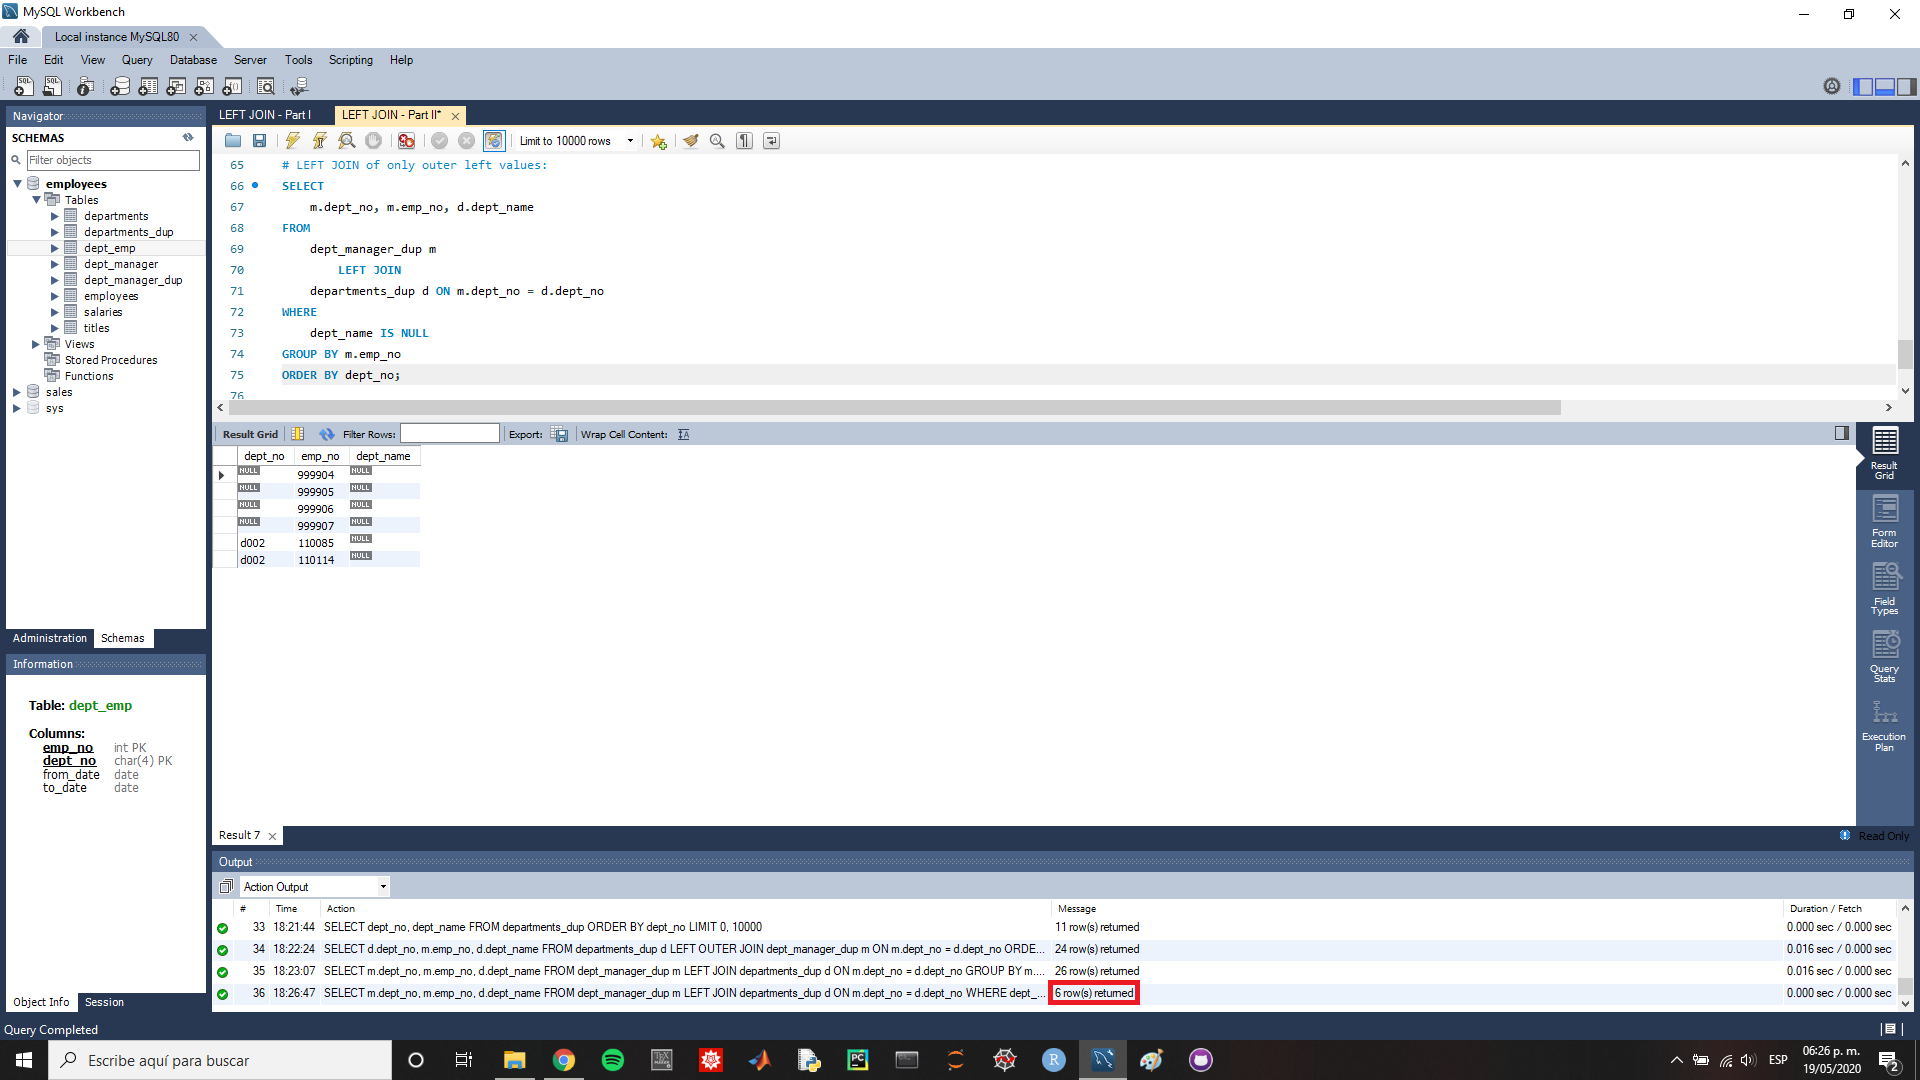 MySQL Workbench
Local instance MySQL80
File Edit View Query Database Server Tools Scripting Help
Navigator
SCHEMAS
Filter objects
employees
Tables
departments
departments_dup
dept_emp
dept_manager
dept_manager_dup
employees
salaries
titles
Views
Stored Procedures
Functions
sales
sys
Administration Schemas
Information
Table: dept_emp
Columns:
emp_no int PK
dept_no char(4) PK
from_date date
to_date date
Object Info Session
LEFT JOIN - Part I LEFT JOIN - Part II*
Limit to 10000 rows
65 # LEFT JOIN of only outer left values:
66 SELECT
67 m.dept_no, m.emp_no, d.dept_name
68 FROM
69 dept_manager_dup m
70 LEFT JOIN
71 departments_dup d ON m.dept_no = d.dept_no
72 WHERE
73 dept_name IS NULL
74 GROUP BY m.emp_no
75 ORDER BY dept_no;
76
Result Grid Filter Rows: Export: Wrap Cell Content:
dept_no emp_no dept_name
NULL 999904 NULL
NULL 999905 NULL
NULL 999906 NULL
NULL 999907 NULL
d002 110085 NULL
d002 110114 NULL
Result Grid
Form Editor
Field Types
Query Stats
Execution Plan
Result 7
Read Only
Output
Action Output
# Time Action Message Duration / Fetch
33 18:21:44 SELECT dept_no, dept_name FROM departments_dup ORDER BY dept_no LIMIT 0, 10000 11 row(s) returned 0.000 sec / 0.000 sec
34 18:22:24 SELECT d.dept_no, m.emp_no, d.dept_name FROM departments_dup d LEFT OUTER JOIN dept_manager_dup m ON m.dept_no = d.dept_no ORDE... 24 row(s) returned 0.016 sec / 0.000 sec
35 18:23:07 SELECT m.dept_no, m.emp_no, d.dept_name FROM dept_manager_dup m LEFT JOIN departments_dup d ON m.dept_no = d.dept_no GROUP BY m.... 26 row(s) returned 0.016 sec / 0.000 sec
36 18:26:47 SELECT m.dept_no, m.emp_no, d.dept_name FROM dept_manager_dup m LEFT JOIN departments_dup d ON m.dept_no = d.dept_no WHERE dept_... 6 row(s) returned 0.000 sec / 0.000 sec
Query Completed
Escribe aquí para buscar
ESP
06:26 p. m.
19/05/2020
2